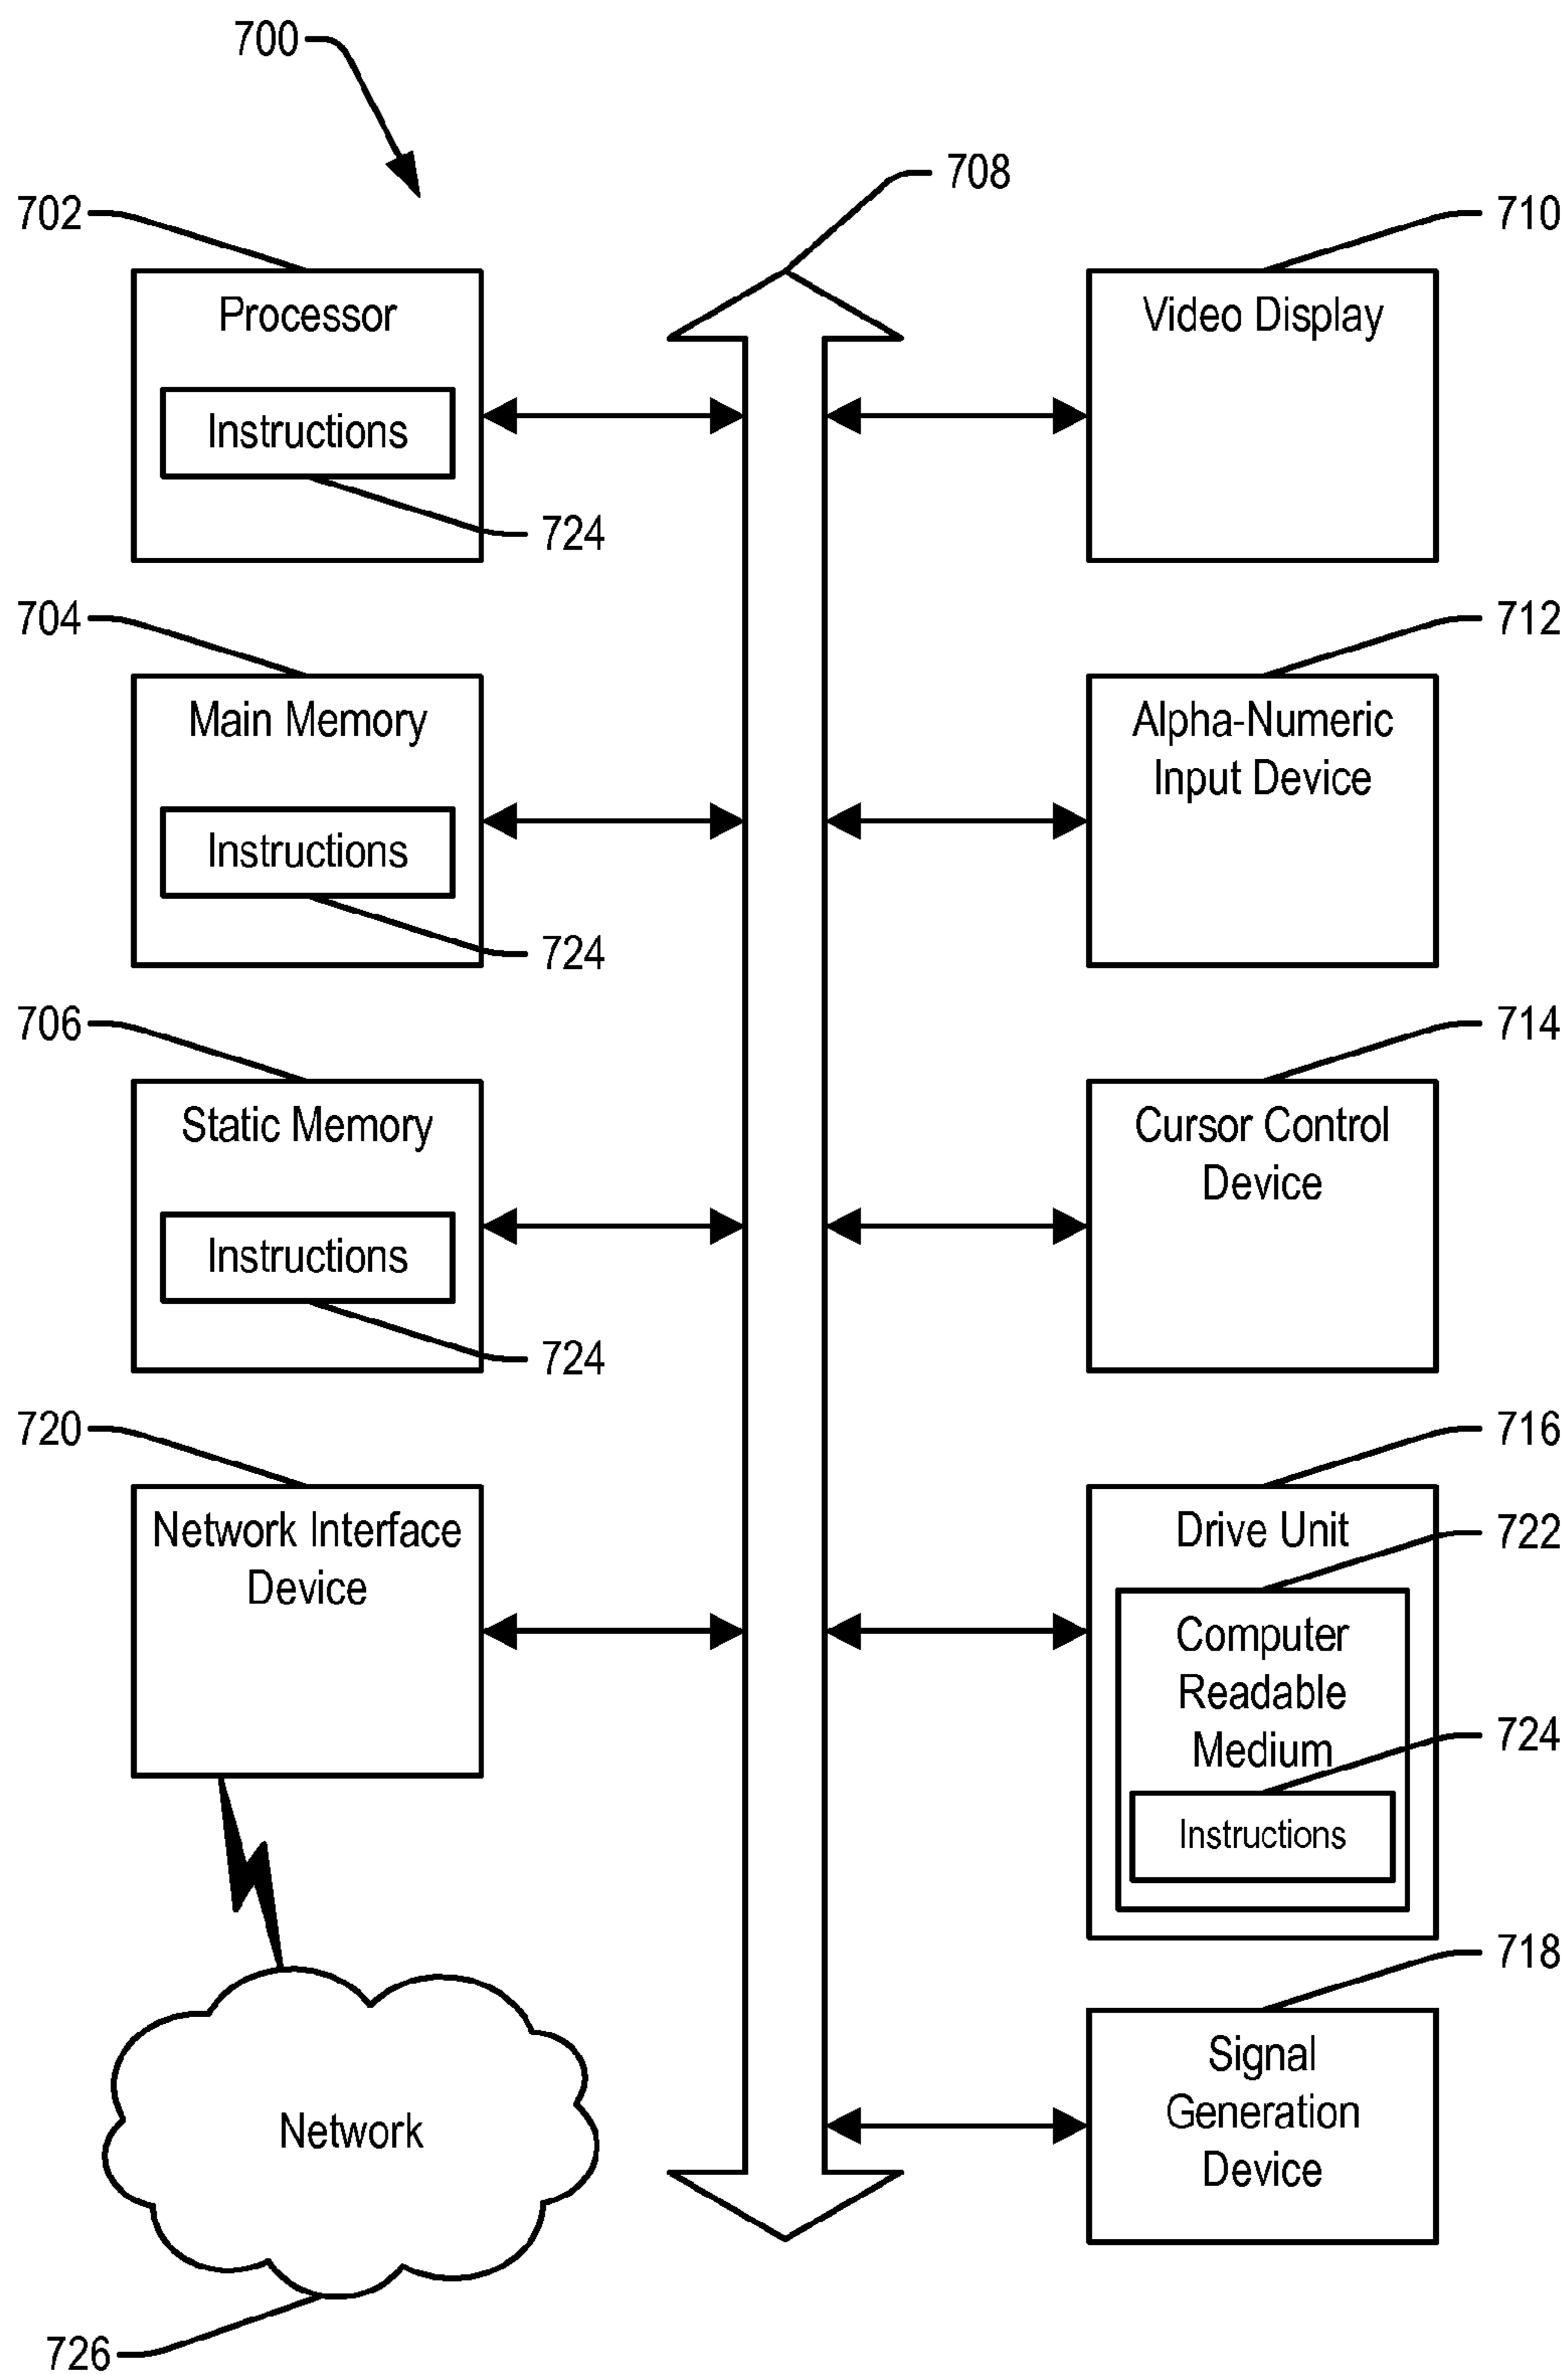 700
708
702
710
Processor
Video Display
Instructions
724
704
712
Main Memory
Alpha-Numeric
Input Device
Instructions
724
706
714
Static Memory
Cursor Control
Device
Instructions
724
720
716
Network Interface
Device
Drive Unit
722
Computer
Readable
Medium
724
Instructions
718
Signal
Generation
Device
Network
726